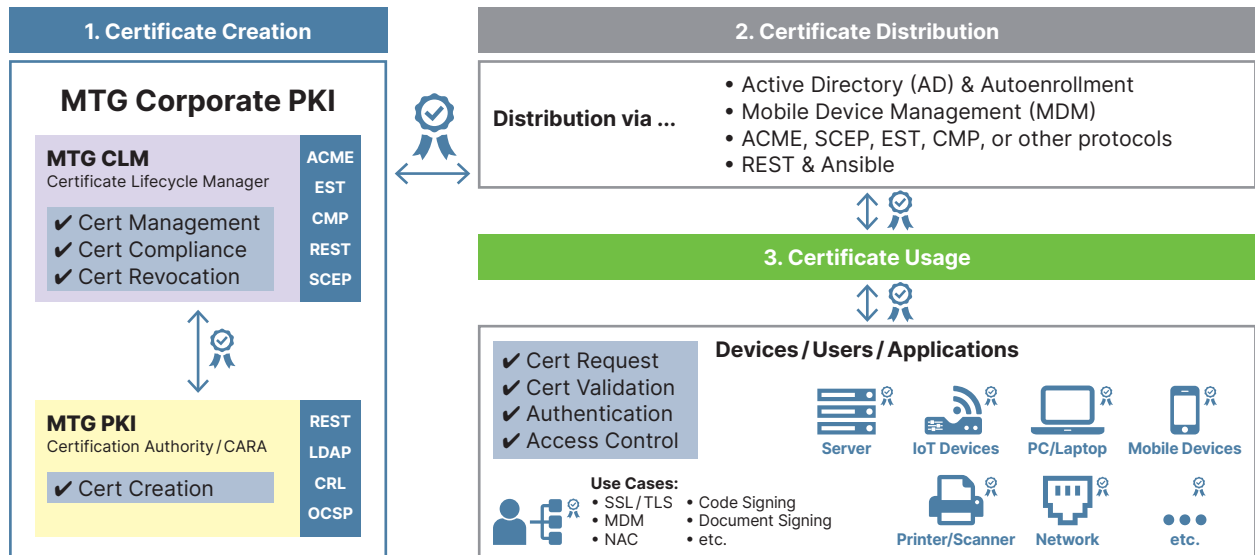 1. Certificate Creation
MTG Corporate PKI
MTG CLM
Certificate Lifecycle Manager
✔ Cert Management
✔ Cert Compliance
✔ Cert Revocation
ACME
EST
CMP
REST
SCEP
MTG PKI
Certification Authority/CARA
✔ Cert Creation
REST
LDAP
CRL
OCSP
2. Certificate Distribution
Distribution via ...
• Active Directory (AD) & Autoenrollment
• Mobile Device Management (MDM)
• ACME, SCEP, EST, CMP, or other protocols
• REST & Ansible
3. Certificate Usage
✔ Cert Request
✔ Cert Validation
✔ Authentication
✔ Access Control
Devices/Users/Applications
Server
IoT Devices
PC/Laptop
Mobile Devices
Use Cases:
• SSL/TLS
• MDM
• NAC
• Code Signing
• Document Signing
• etc.
Printer/Scanner
Network
etc.